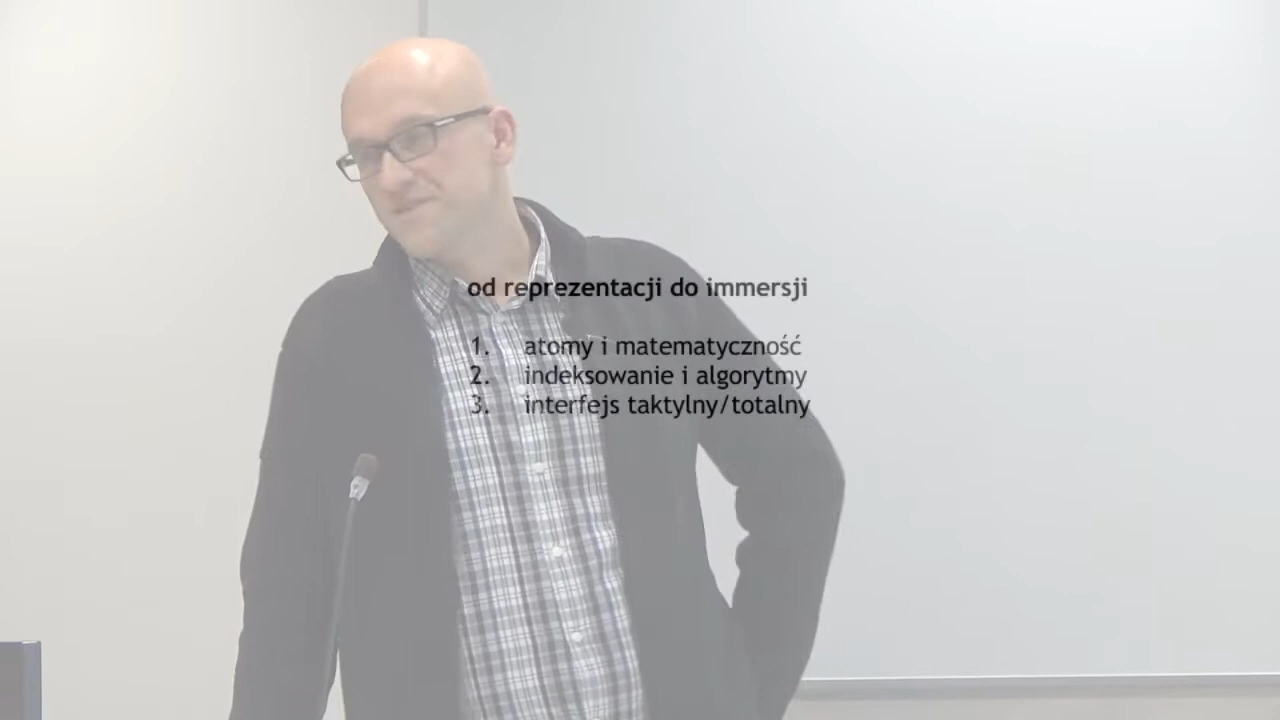 od reprezentacji do immersji
1. atomy i matematyczność
2. indeksowanie i algorytmy
3. interfejs taktylny/totalny